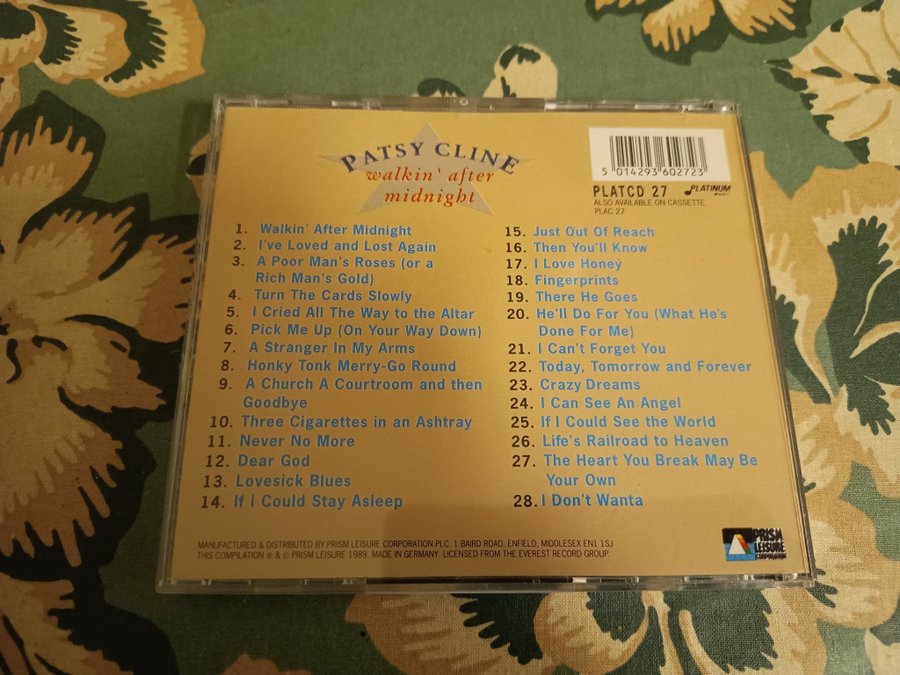 PATSY CLINE
walkin' after
midnight
5 014293 602723
PLATCD 27
PLATINUM
MUSIC
ALSO AVAILABLE ON CASSETTE
PLAC 27
1. Walkin' After Midnight
2. I've Loved and Lost Again
3. A Poor Man's Roses (or a
Rich Man's Gold)
4. Turn The Cards Slowly
5. I Cried All The Way to the Altar
6. Pick Me Up (On Your Way Down)
7. A Stranger In My Arms
8. Honky Tonk Merry-Go Round
9. A Church A Courtroom and then
Goodbye
10. Three Cigarettes in an Ashtray
11. Never No More
12. Dear God
13. Lovesick Blues
14. If I Could Stay Asleep
15. Just Out Of Reach
16. Then You'll Know
17. I Love Honey
18. Fingerprints
19. There He Goes
20. He'll Do For You (What He's
Done For Me)
21. I Can't Forget You
22. Today, Tomorrow and Forever
23. Crazy Dreams
24. I Can See An Angel
25. If I Could See the World
26. Life's Railroad to Heaven
27. The Heart You Break May Be
Your Own
28. I Don't Wanta
MANUFACTURED & DISTRIBUTED BY PRISM LEISURE CORPORATION PLC, 1 BAIRD ROAD, ENFIELD, MIDDLESEX EN1 1SJ
THIS COMPILATION ℗ & © PRISM LEISURE 1989. MADE IN GERMANY. LICENSED FROM THE EVEREST RECORD GROUP.
PRISM
LEISURE